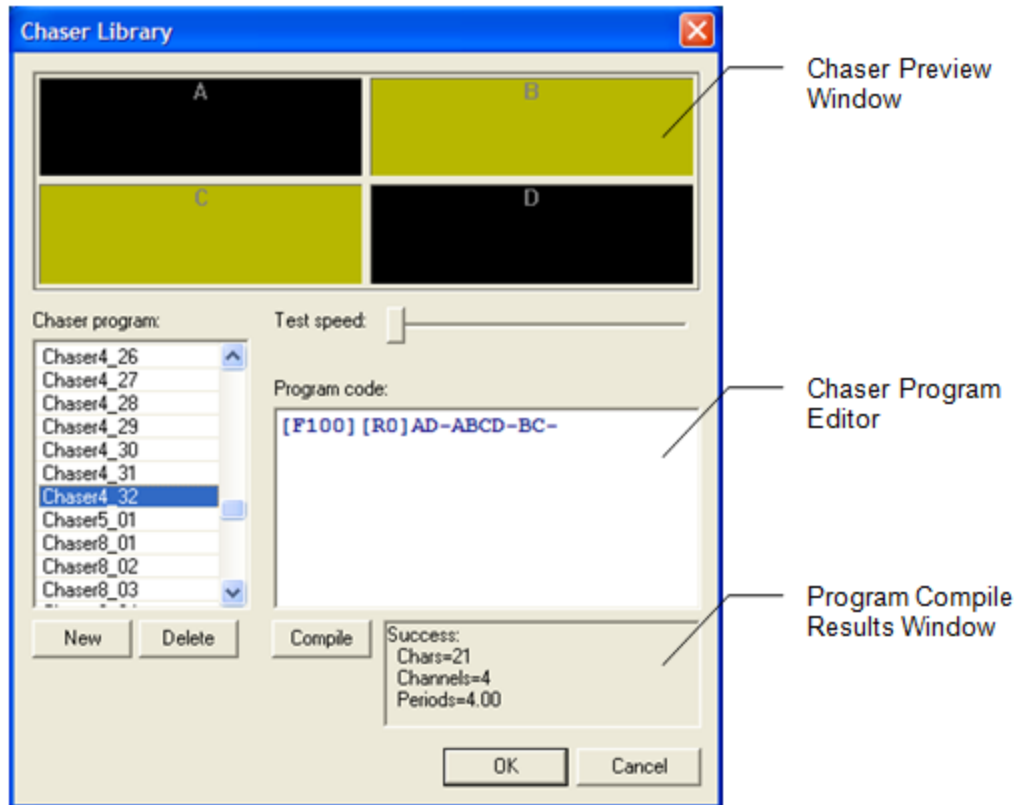 Chaser Library
A
B
Chaser Preview
Window
C
D
Chaser program:
Test speed:
Chaser4_26
Chaser4_27
Chaser4_28
Chaser4_29
Chaser4_30
Chaser4_31
Chaser4_32
Chaser5_01
Chaser8_01
Chaser8_02
Chaser8_03
Program code:
[F100][R0]AD-ABCD-BC-
Chaser Program
Editor
New
Delete
Compile
Success:
Chars=21
Channels=4
Periods=4.00
Program Compile
Results Window
OK
Cancel